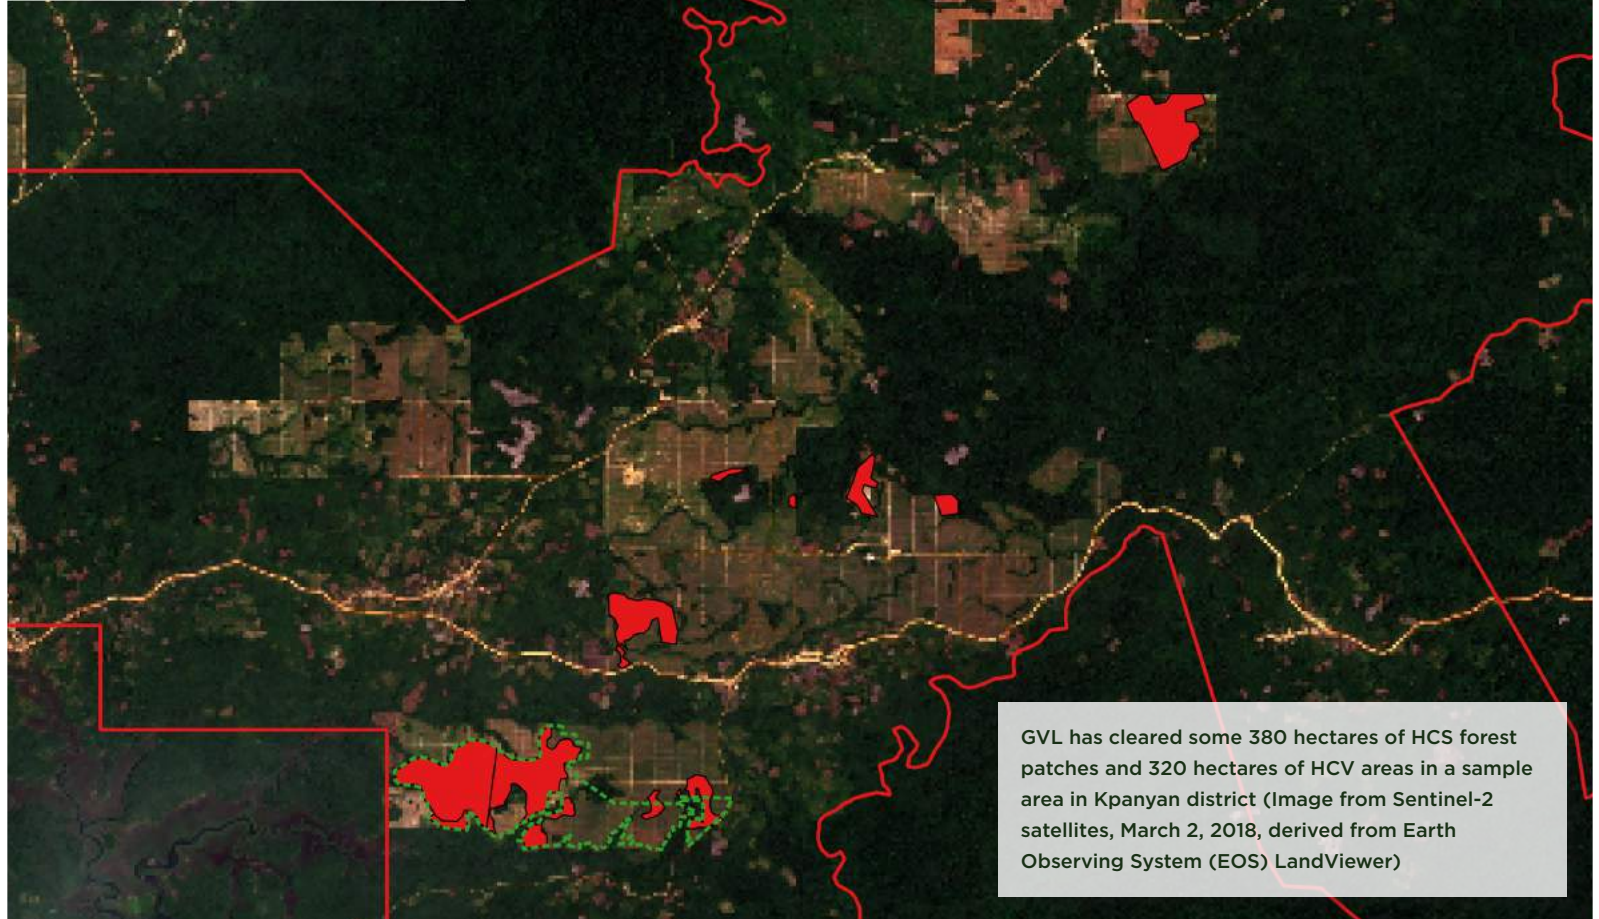 GVL has cleared some 380 hectares of HCS forest
patches and 320 hectares of HCV areas in a sample
area in Kpanyan district (Image from Sentinel-2
satellites, March 2, 2018, derived from Earth
Observing System (EOS) LandViewer)